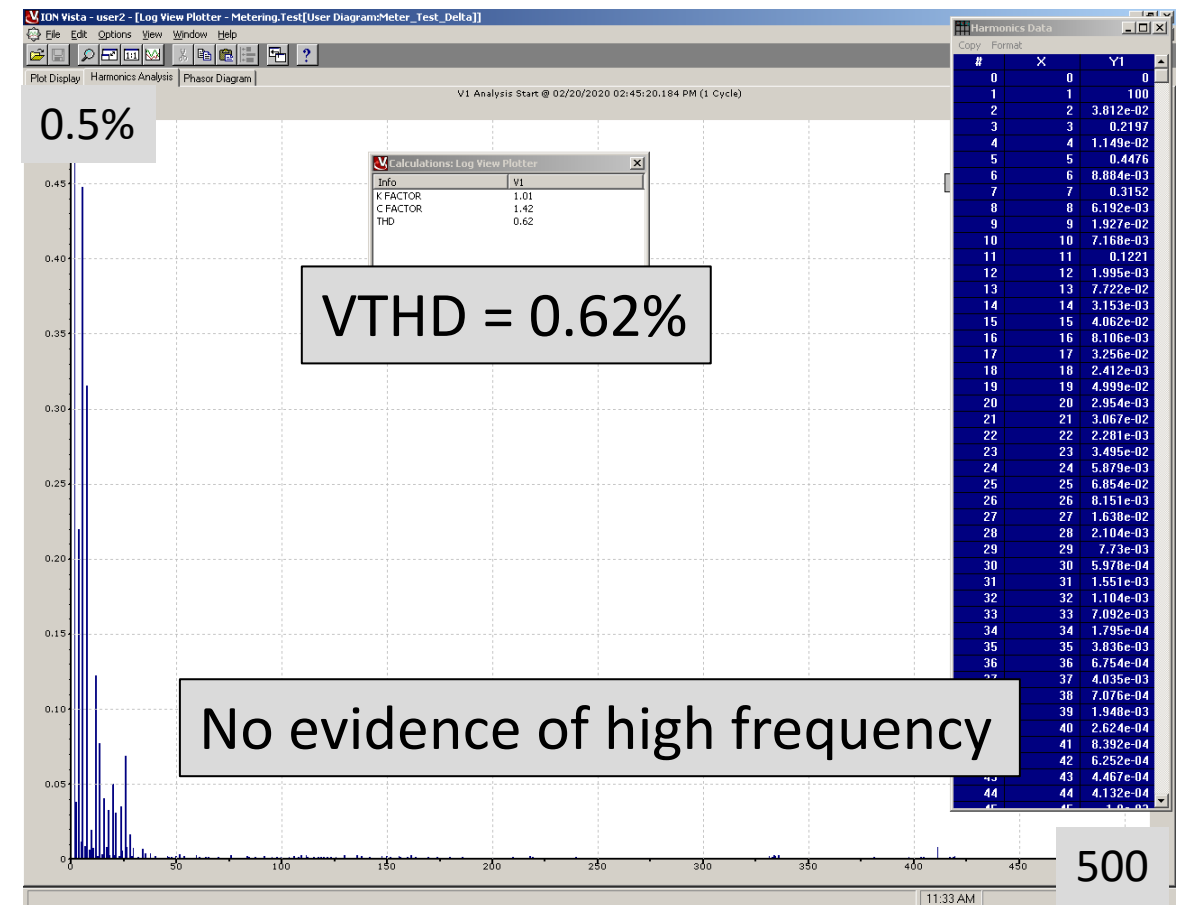 ION Vista - user2 - [Log View Plotter - Metering.Test[User Diagram:Meter_Test_Delta]]
File Edit Options View Window Help
1:1 ?
Plot Display Harmonics Analysis Phasor Diagram
V1 Analysis Start @ 02/20/2020 02:45:20.184 PM (1 Cycle)
0.5%
0.45
0.40
0.35
0.30
0.25
0.20
0.15
0.10
0.05
0
0 50 100 150 200 250 300 350 400 450
500
Calculations: Log View Plotter
Info V1
K FACTOR 1.01
C FACTOR 1.42
THD 0.62
VTHD = 0.62%
No evidence of high frequency
Harmonics Data
Copy Format
# X Y1
0 0 0
1 1 100
2 2 3.812e-02
3 3 0.2197
4 4 1.149e-02
5 5 0.4476
6 6 8.884e-03
7 7 0.3152
8 8 6.192e-03
9 9 1.927e-02
10 10 7.168e-03
11 11 0.1221
12 12 1.995e-03
13 13 7.722e-02
14 14 3.153e-03
15 15 4.062e-02
16 16 8.106e-03
17 17 3.256e-02
18 18 2.412e-03
19 19 4.999e-02
20 20 2.954e-03
21 21 3.067e-02
22 22 2.281e-03
23 23 3.495e-02
24 24 5.879e-03
25 25 6.854e-02
26 26 8.151e-03
27 27 1.638e-02
28 28 2.104e-03
29 29 7.73e-03
30 30 5.978e-04
31 31 1.551e-03
32 32 1.104e-03
33 33 7.092e-03
34 34 1.795e-04
35 35 3.836e-03
36 36 6.754e-04
37 37 4.035e-03
38 7.076e-04
39 1.948e-03
40 2.624e-04
41 8.392e-04
42 6.252e-04
43 43 4.467e-04
44 44 4.132e-04
11:33 AM